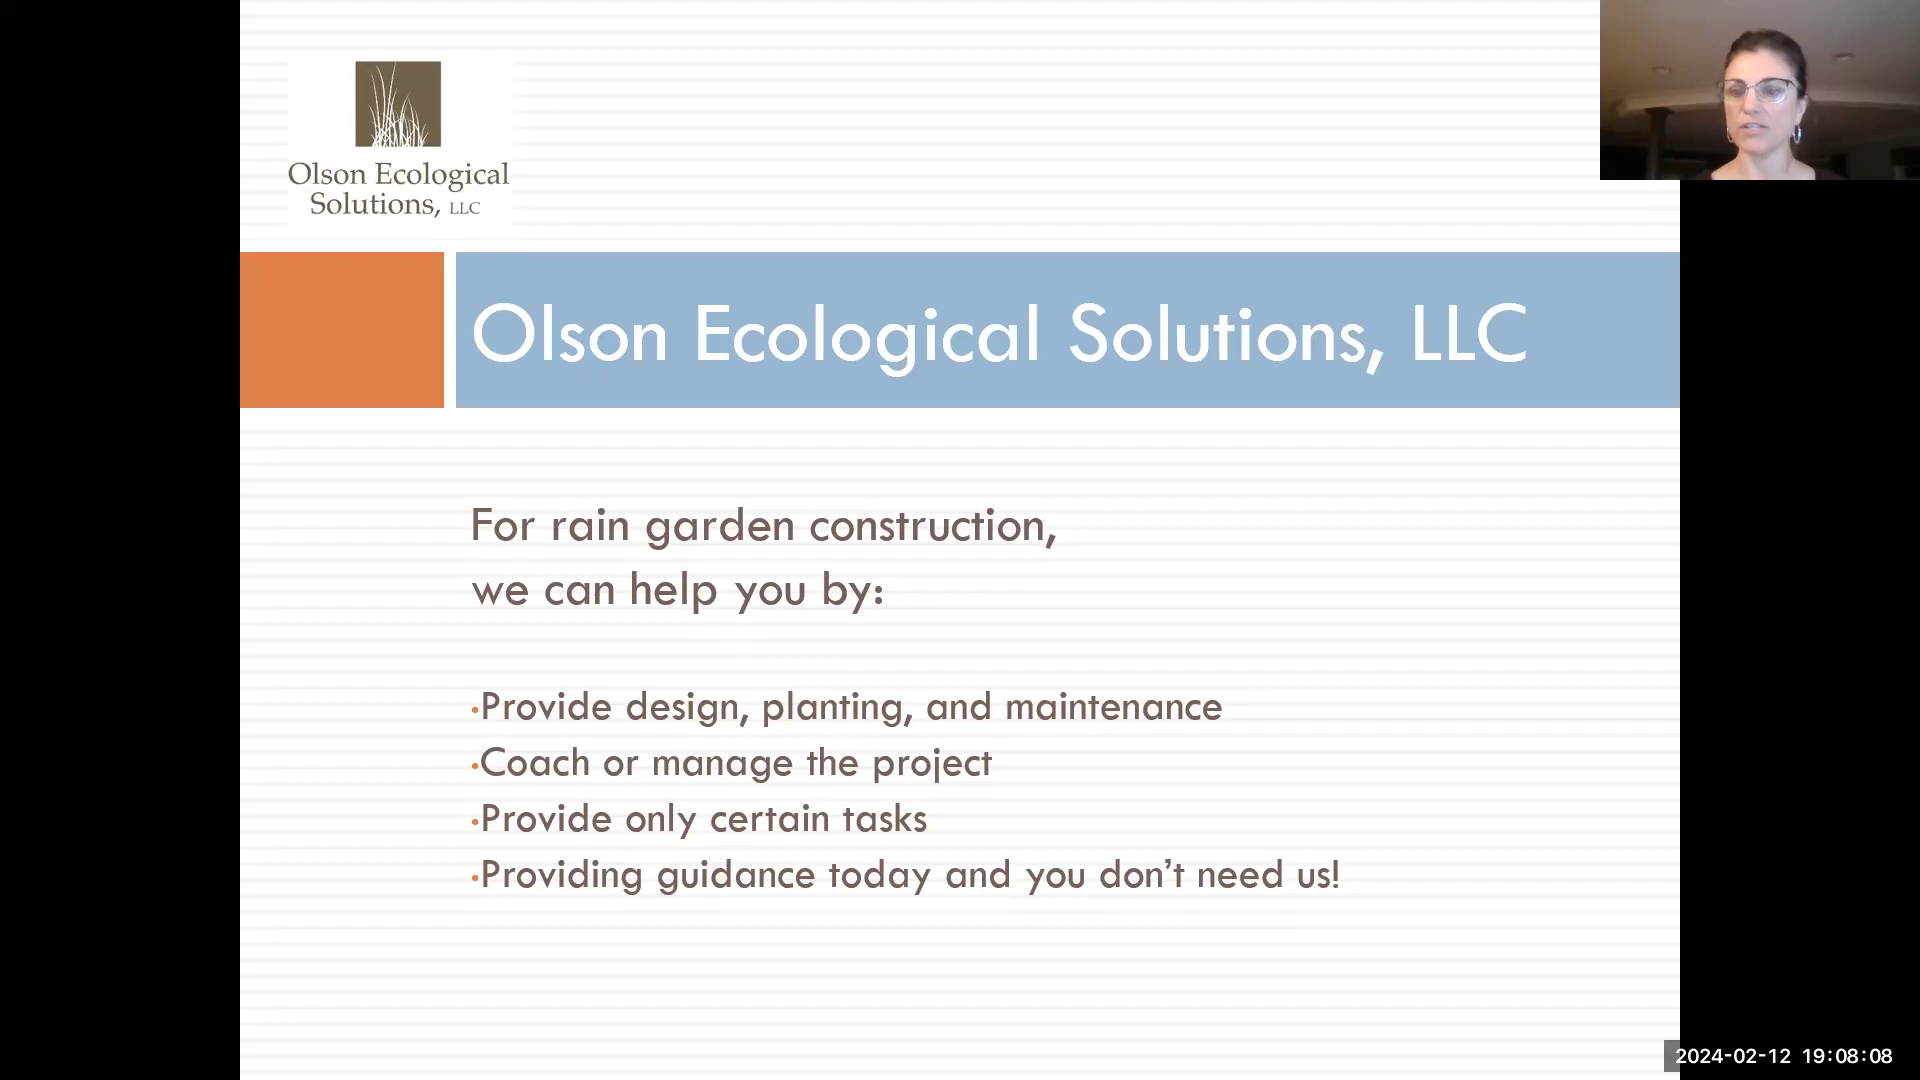 Olson Ecological
Solutions, LLC
Olson Ecological Solutions, LLC
For rain garden construction,
we can help you by:
•Provide design, planting, and maintenance
•Coach or manage the project
•Provide only certain tasks
•Providing guidance today and you don’t need us!
2024-02-12 19:08:08